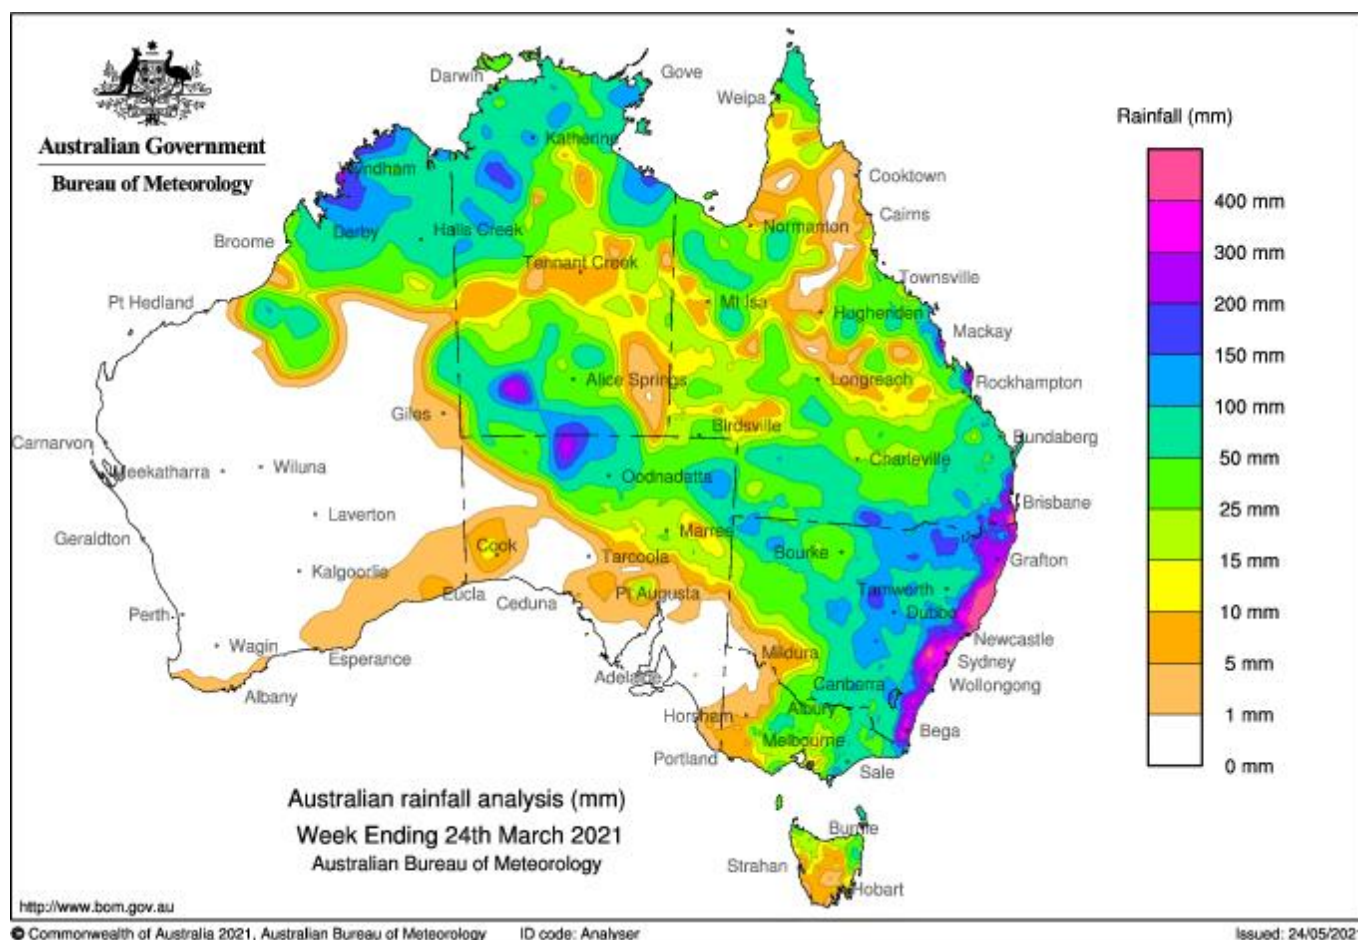 Australian Government
Bureau of Meteorology
Darwin
Gove
Weipa
Katherine
Cooktown
Cairns
Derby
Halls Creek
Normanton
Broome
Tennant Creek
Townsville
Pt Hedland
Mt Isa
Hughenden
Mackay
Alice Springs
Longreach
Rockhampton
Giles
Birdsville
Bundaberg
Carnarvon
Meekatharra
Wiluna
Charleville
Oodnadatta
Brisbane
Laverton
Marree
Geraldton
Cook
Tarcoola
Bourke
Grafton
Kalgoorlie
Eucla
Ceduna
Pt Augusta
Tamworth
Dubbo
Perth
Wagin
Esperance
Newcastle
Mildura
Sydney
Adelaide
Canberra
Wollongong
Albany
Horsham
Albury
Bega
Melbourne
Portland
Sale
Burnie
Strahan
Hobart
Rainfall (mm)
400 mm
300 mm
200 mm
150 mm
100 mm
50 mm
25 mm
15 mm
10 mm
5 mm
1 mm
0 mm
Australian rainfall analysis (mm)
Week Ending 24th March 2021
Australian Bureau of Meteorology
http://www.bom.gov.au
© Commonwealth of Australia 2021, Australian Bureau of Meteorology
ID code: Analyser
Issued: 24/05/202